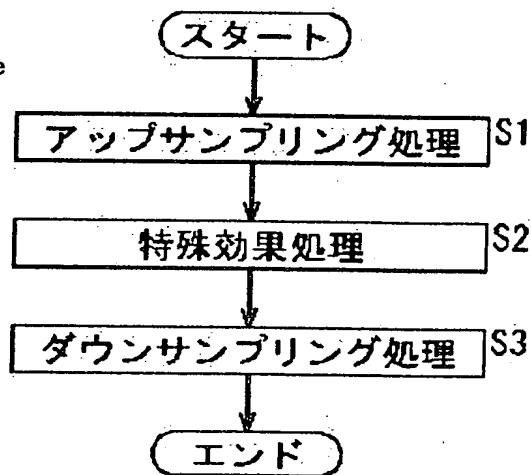 スタート
e
アップサンプリング処理 S1
特殊効果処理 S2
ダウンサンプリング処理 S3
エンド